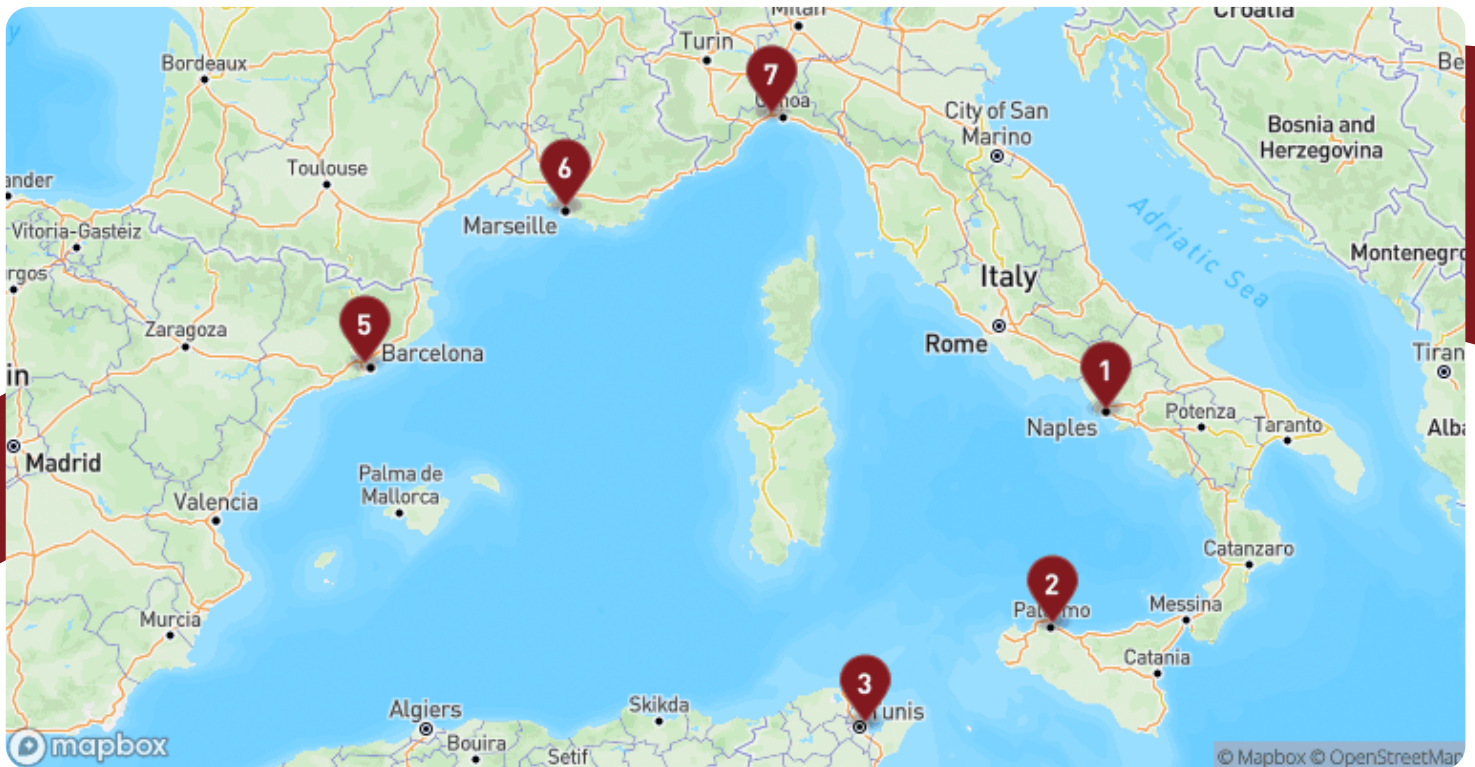 Milan
Croatia
Turin
Bordeaux
7
Be
City of San
Marino
Bosnia and
Herzegovina
6
Toulouse
ander
Marseille
Vitoria-Gasteiz
Adriatic Sea
Montenegro
rgos
Italy
5
Zaragoza
Barcelona
Rome
Tiran
in
1
Naples
Potenza
Taranto
Alba
Madrid
Palma de
Mallorca
Valencia
Catanzaro
2
Messina
Murcia
Catania
3
Tunis
Skikda
Algiers
Bouira
Setif
mapbox
© Mapbox © OpenStreetMap